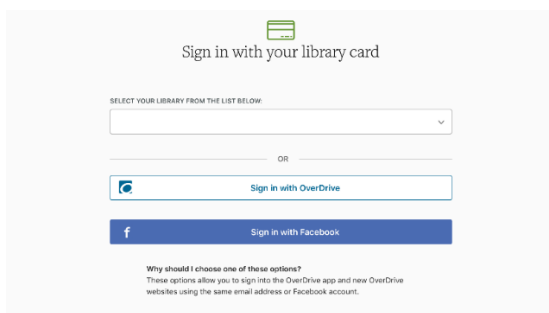 Sign in with your library card
SELECT YOUR LIBRARY FROM THE LIST BELOW:
OR
Sign in with OverDrive
f
Sign in with Facebook
Why should I choose one of these options?
These options allow you to sign into the OverDrive app and new OverDrive
websites using the same email address or Facebook account.